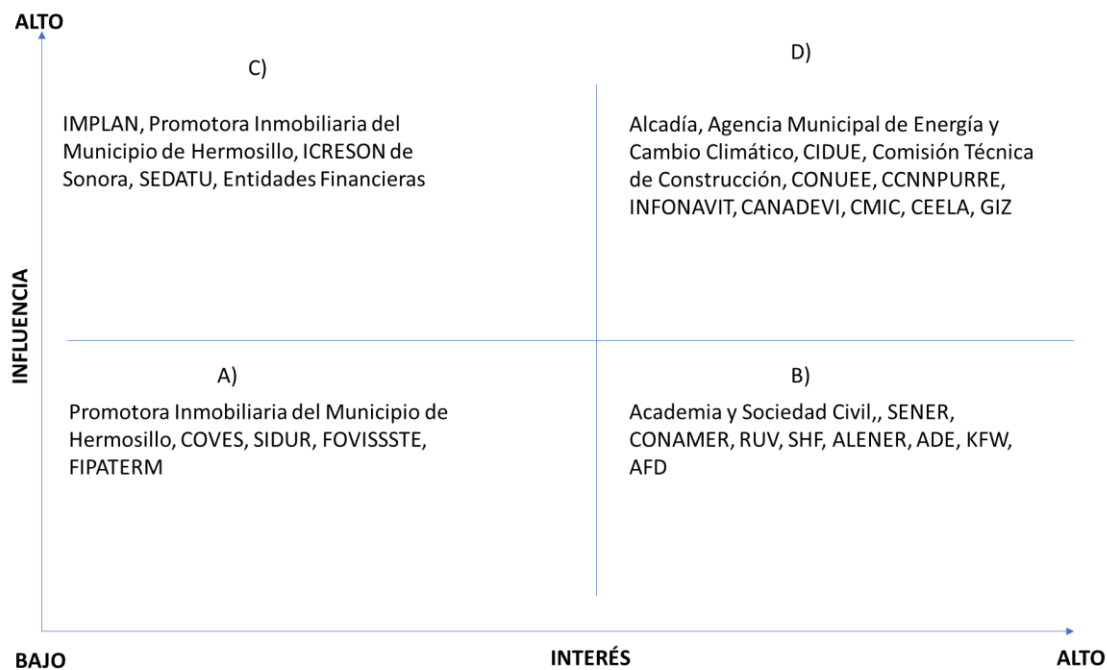 ALTO
C)
D)
IMPLAN, Promotora Inmobiliaria del
Municipio de Hermosillo, ICRESON de
Sonora, SEDATU, Entidades Financieras
Alcadía, Agencia Municipal de Energía y
Cambio Climático, CIDUE, Comisión Técnica
de Construcción, CONUEE, CCNNPURRE,
INFONAVIT, CANADEVI, CMIC, CEELA, GIZ
INFLUENCIA
A)
B)
Promotora Inmobiliaria del Municipio de
Hermosillo, COVES, SIDUR, FOVISSSTE,
FIPATERM
Academia y Sociedad Civil,, SENER,
CONAMER, RUV, SHF, ALENER, ADE, KFW,
AFD
BAJO
INTERÉS
ALTO